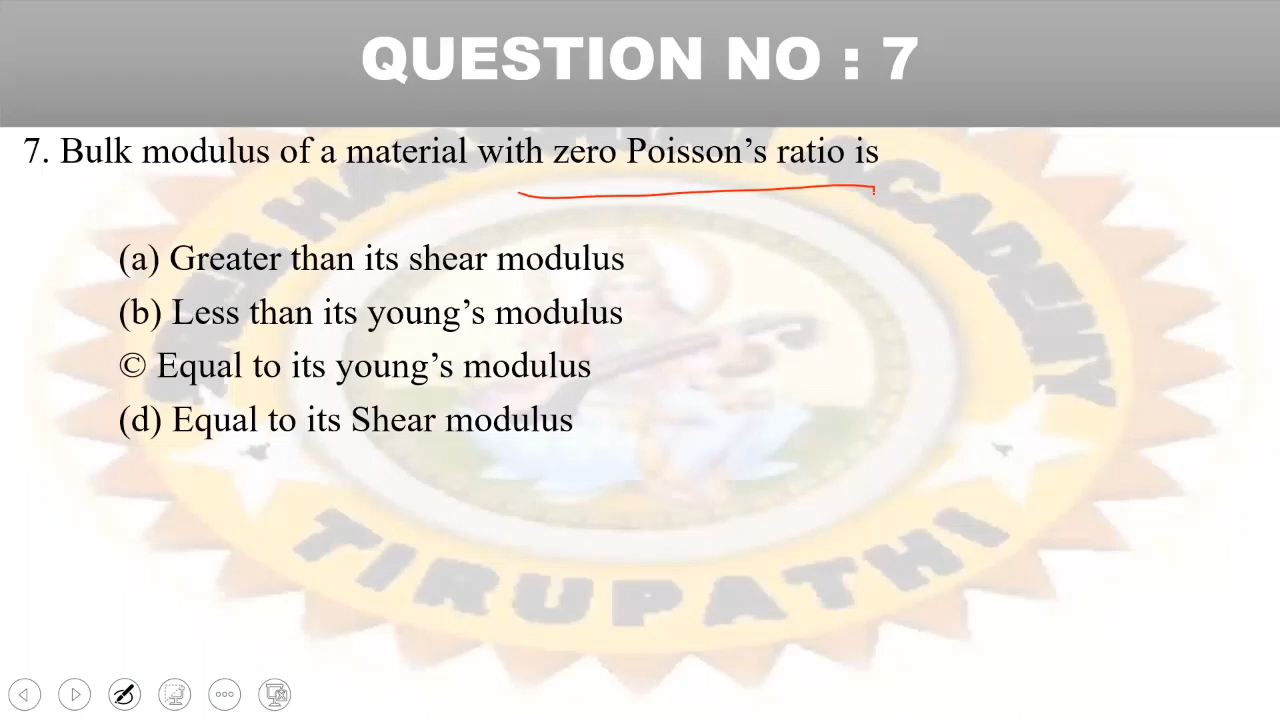 QUESTION NO : 7
7. Bulk modulus of a material with zero Poisson’s ratio is
(a) Greater than its shear modulus
(b) Less than its young’s modulus
© Equal to its young’s modulus
(d) Equal to its Shear modulus
ACADEMY
TIRUPATHI